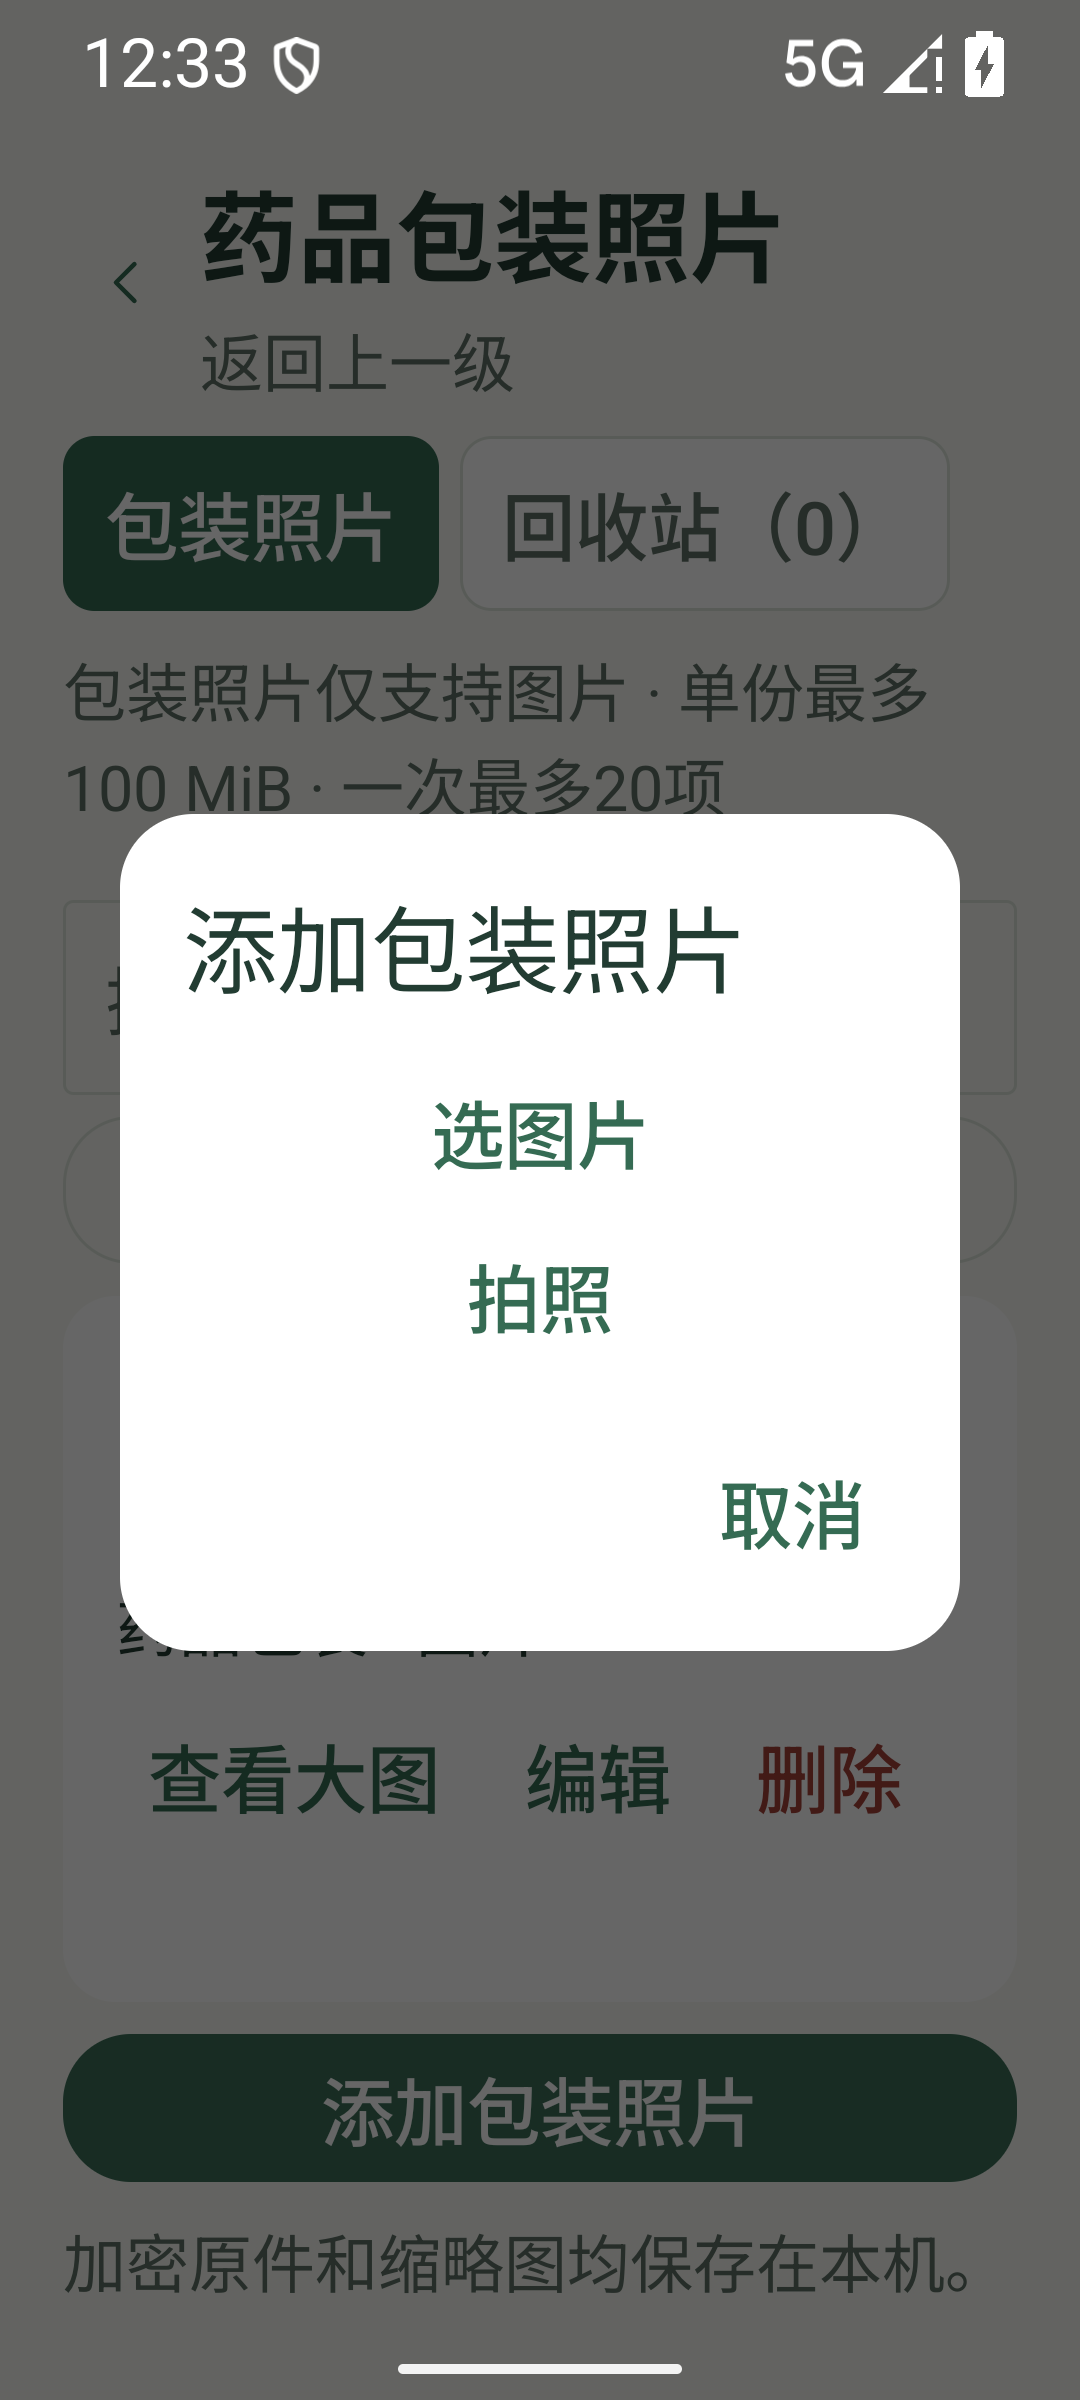 12:33
5G
药品包装照片
返回上一级
包装照片
回收站（0）
包装照片仅支持图片 · 单份最多
100 MiB · 一次最多20项
添加包装照片
选图片
拍照
取消
查看大图
编辑
删除
添加包装照片
加密原件和缩略图均保存在本机。